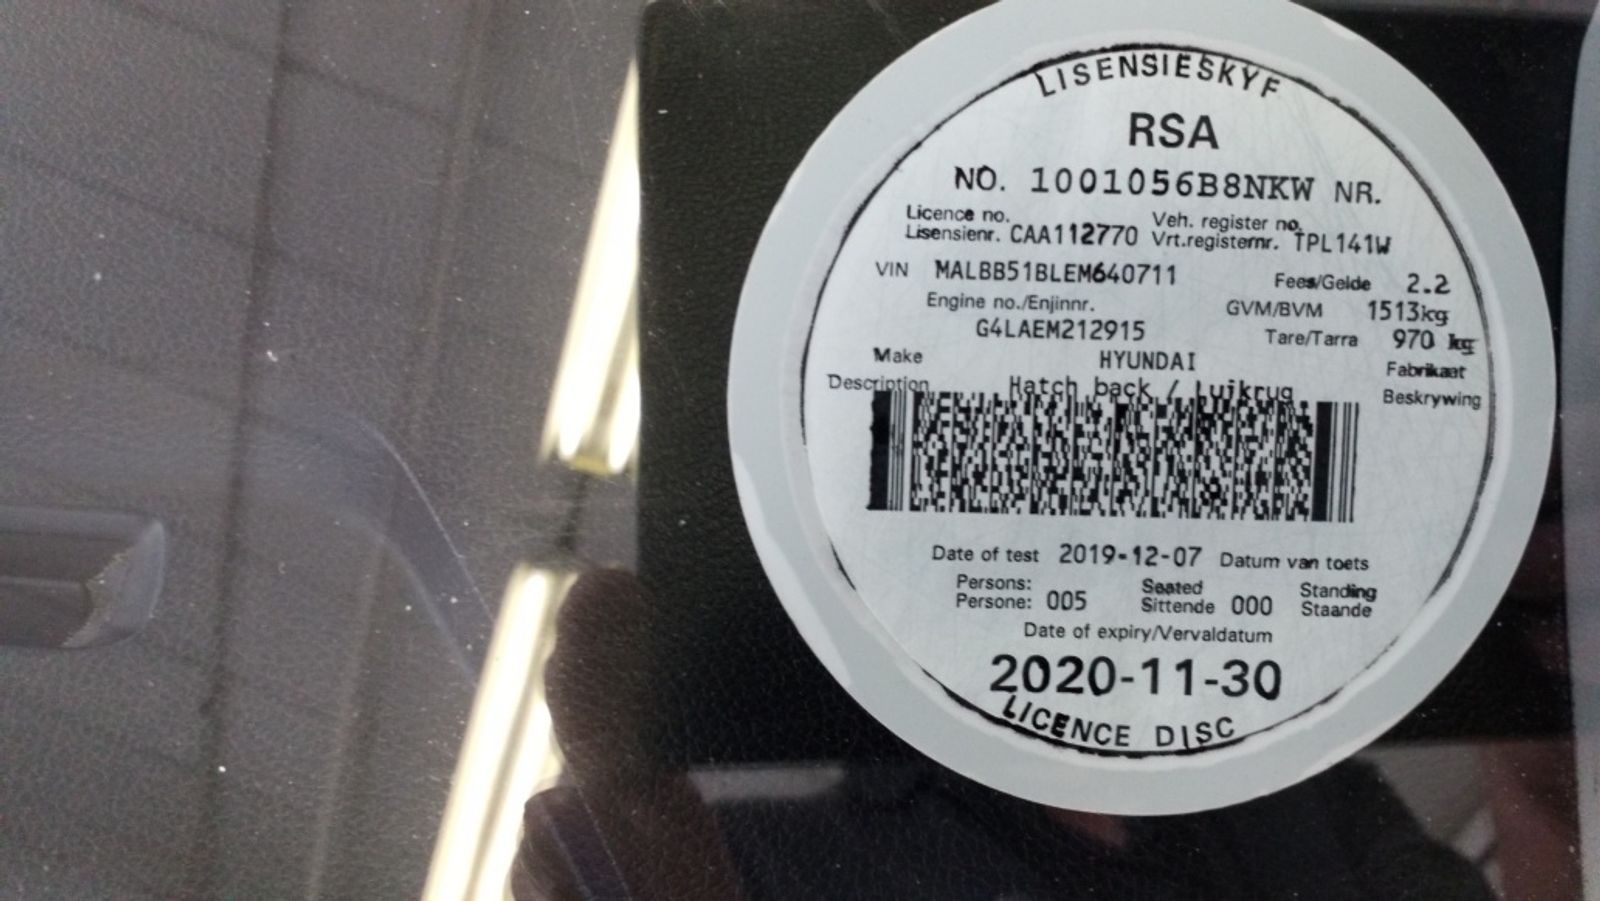 LISENSIESKYF
RSA
NO. 1001056B8NKW NR.
Licence no. Veh. register no.
Lisensienr. CAA112770 Vrt.registernr. TPL141W
VIN MALBB51BLEM640711 Fees/Gelde 2.2
Engine no./Enjinnr. GVM/BVM 1513kg
G4LAEM212915 Tare/Tarra 970 kg
Make HYUNDAI Fabrikaat
Description Hatch back / Luikrug Beskrywing
Date of test 2019-12-07 Datum van toets
Persons: Seated Standing
Persone: 005 Sittende 000 Staande
Date of expiry/Vervaldatum
2020-11-30
LICENCE DISC